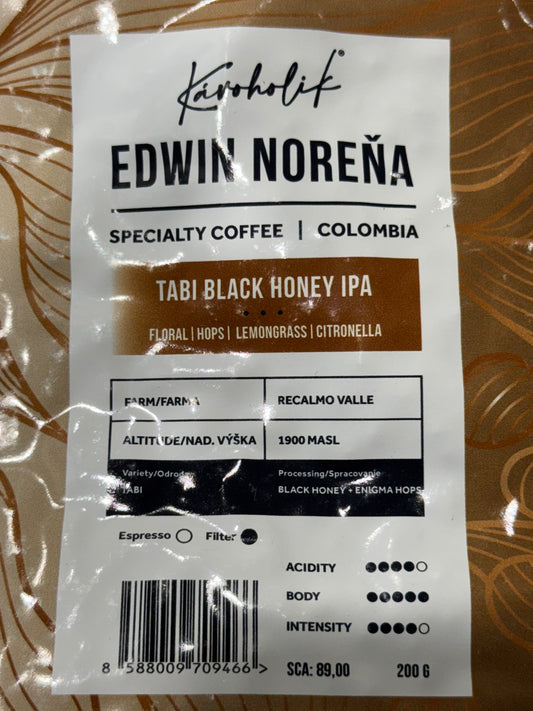 Kávoholik®
EDWIN NOREŇA
SPECIALTY COFFEE | COLOMBIA
TABI BLACK HONEY IPA
FLORAL | HOPS | LEMONGRASS | CITRONELLA
FARM/FARMA RECALMO VALLE
ALTITUDE/NAD. VÝŠKA 1900 MASL
Variety/Odroda Processing/Spracovanie
TABI BLACK HONEY + ENIGMA HOPS
Espresso Filter
ACIDITY
BODY
INTENSITY
8 588009 709466 >
SCA: 89,00 200 G